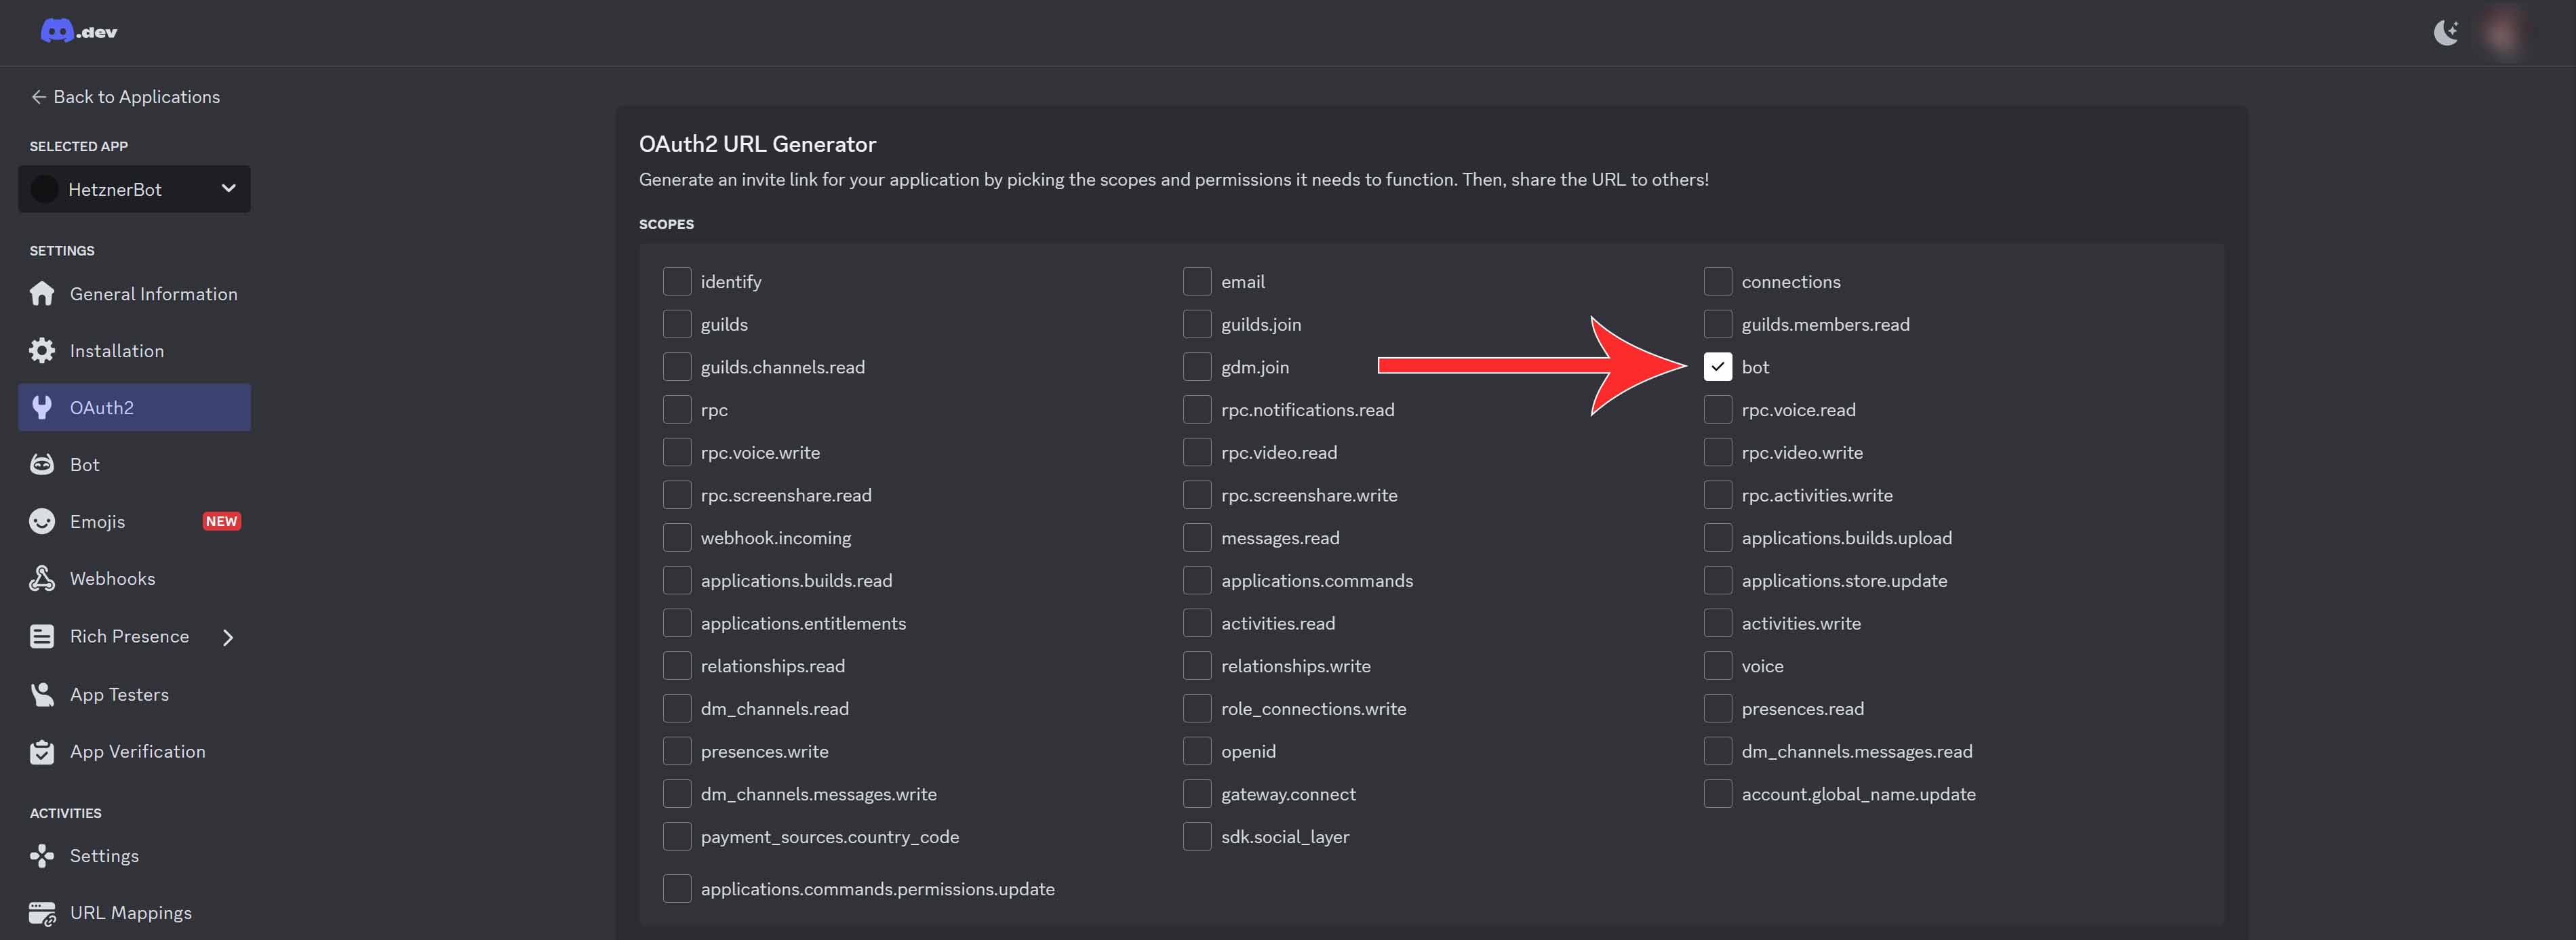 .dev
Back to Applications
SELECTED APP
HetznerBot
SETTINGS
General Information
Installation
OAuth2
Bot
Emojis NEW
Webhooks
Rich Presence
App Testers
App Verification
ACTIVITIES
Settings
URL Mappings
OAuth2 URL Generator
Generate an invite link for your application by picking the scopes and permissions it needs to function. Then, share the URL to others!
SCOPES
identify email connections
guilds guilds.join guilds.members.read
guilds.channels.read gdm.join bot
rpc rpc.notifications.read rpc.voice.read
rpc.voice.write rpc.video.read rpc.video.write
rpc.screenshare.read rpc.screenshare.write rpc.activities.write
webhook.incoming messages.read applications.builds.upload
applications.builds.read applications.commands applications.store.update
applications.entitlements activities.read activities.write
relationships.read relationships.write voice
dm_channels.read role_connections.write presences.read
presences.write openid dm_channels.messages.read
dm_channels.messages.write gateway.connect account.global_name.update
payment_sources.country_code sdk.social_layer
applications.commands.permissions.update